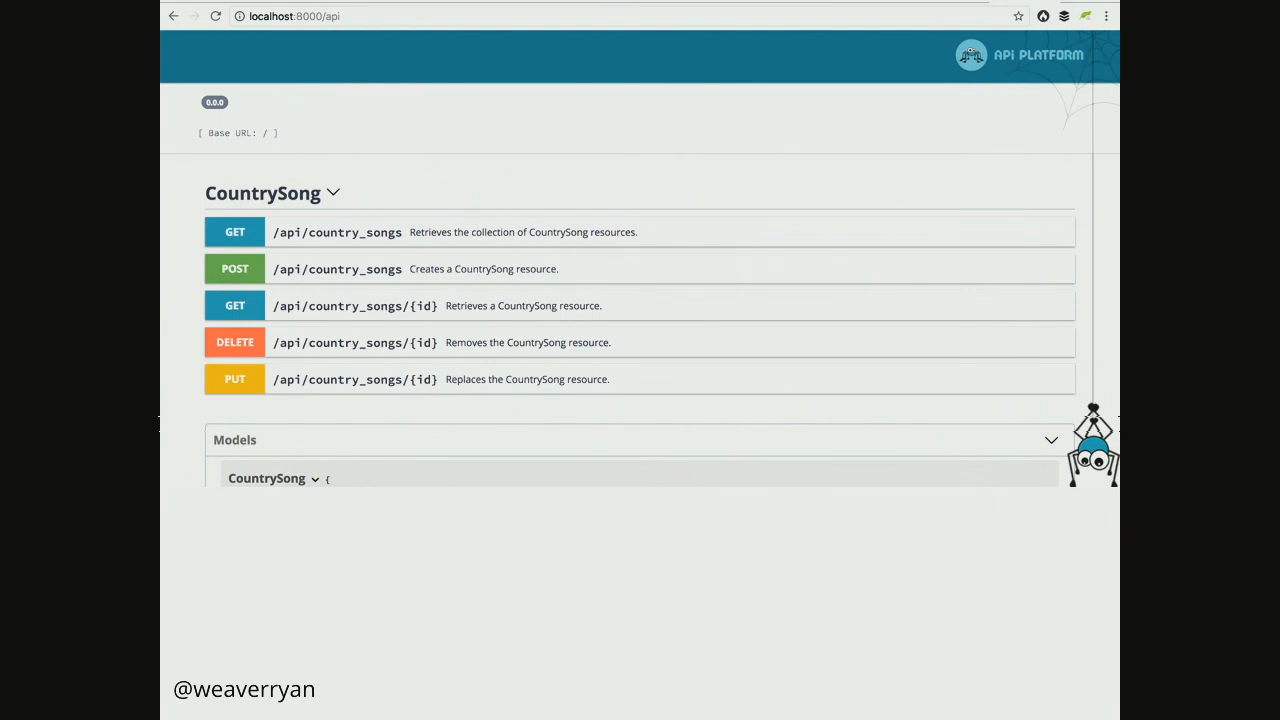 localhost:8000/api
API PLATFORM
0.0.0
[ Base URL: / ]
CountrySong
GET /api/country_songs Retrieves the collection of CountrySong resources.
POST /api/country_songs Creates a CountrySong resource.
GET /api/country_songs/{id} Retrieves a CountrySong resource.
DELETE /api/country_songs/{id} Removes the CountrySong resource.
PUT /api/country_songs/{id} Replaces the CountrySong resource.
Models
CountrySong {
@weaverryan